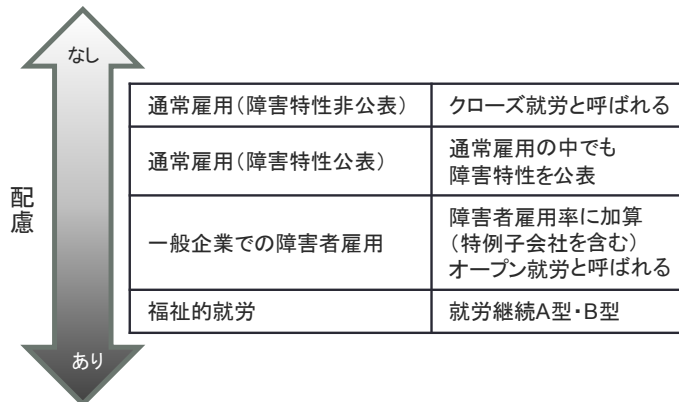 なし
配慮
あり
通常雇用(障害特性非公表)
クローズ就労と呼ばれる
通常雇用(障害特性公表)
通常雇用の中でも
障害特性を公表
一般企業での障害者雇用
障害者雇用率に加算
(特例子会社を含む)
オープン就労と呼ばれる
福祉的就労
就労継続A型・B型